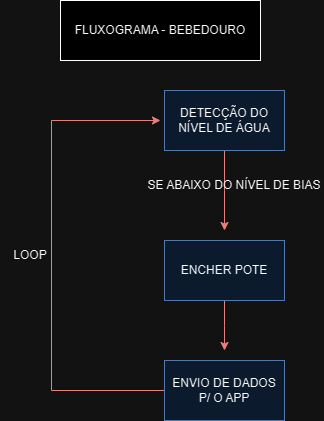 FLUXOGRAMA - BEBEDOURO
DETECÇÃO DO
NÍVEL DE ÁGUA
SE ABAIXO DO NÍVEL DE BIAS
LOOP
ENCHER POTE
ENVIO DE DADOS
P/ O APP